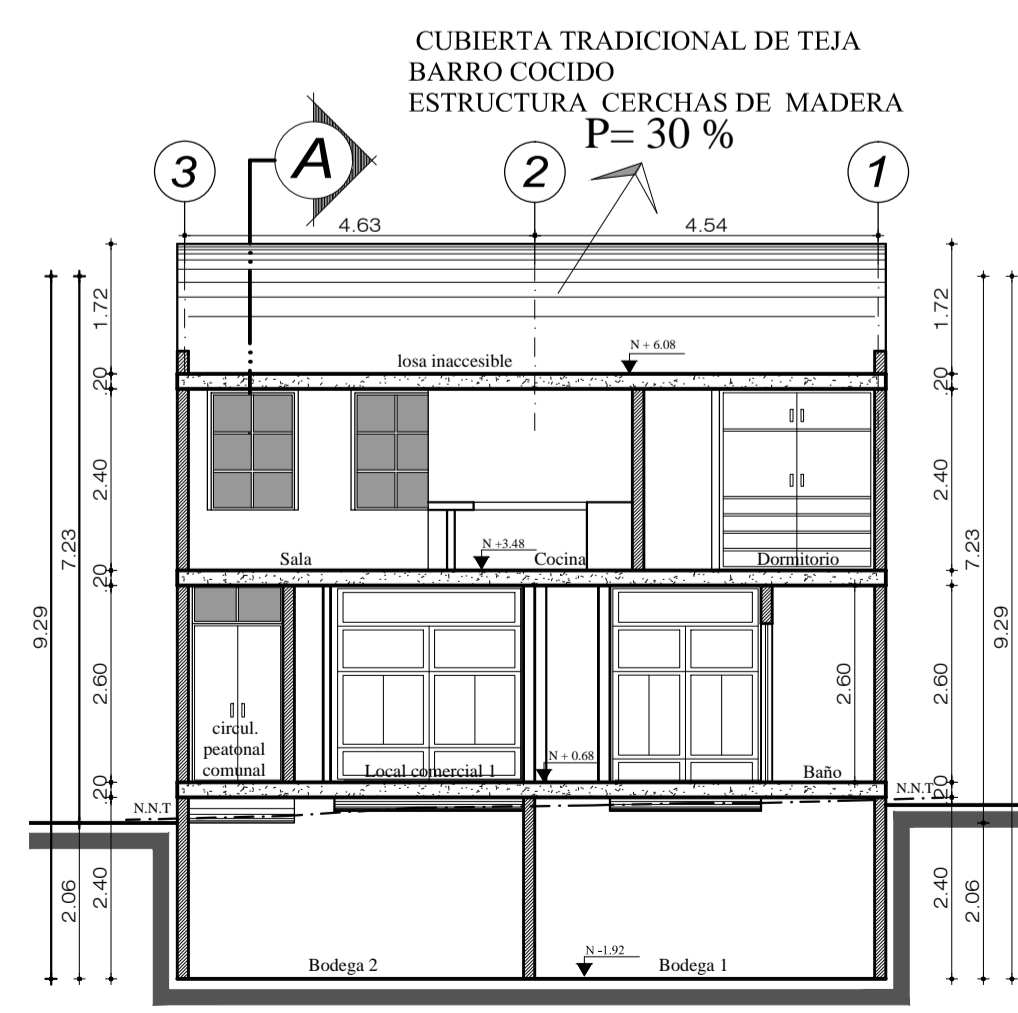 CUBIERTA TRADICIONAL DE TEJA
BARRO COCIDO
ESTRUCTURA CERCHAS DE MADERA
P= 30 %
3
A
2
1
4.63
4.54
1.72
1.72
losa inaccesible
N + 6.08
.20
.20
2.40
2.40
7.23
7.23
Sala
N +3.48
Cocina
Dormitorio
.20
.20
9.29
9.29
2.60
2.60
2.60
circul.
peatonal
comunal
Local comercial 1
N + 0.68
Baño
.20
.20
N.N.T
N.N.T
2.06
2.40
2.40
2.06
Bodega 2
N -1.92
Bodega 1